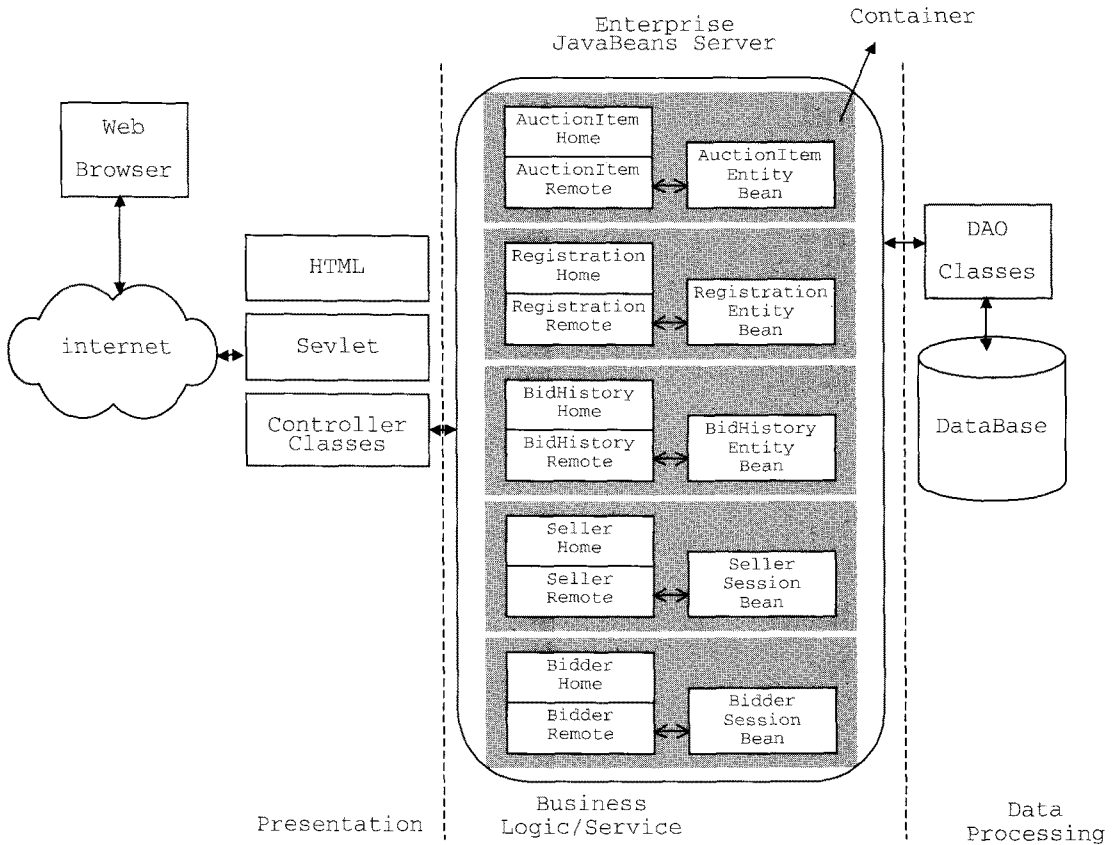 Container
Enterprise
JavaBeans Server
Web
Browser
internet
HTML
Sevlet
Controller
Classes
AuctionItem
Home
AuctionItem
Remote
AuctionItem
Entity
Bean
Registration
Home
Registration
Remote
Registration
Entity
Bean
BidHistory
Home
BidHistory
Remote
BidHistory
Entity
Bean
Seller
Home
Seller
Remote
Seller
Session
Bean
Bidder
Home
Bidder
Remote
Bidder
Session
Bean
DAO
Classes
DataBase
Presentation
Business
Logic/Service
Data
Processing